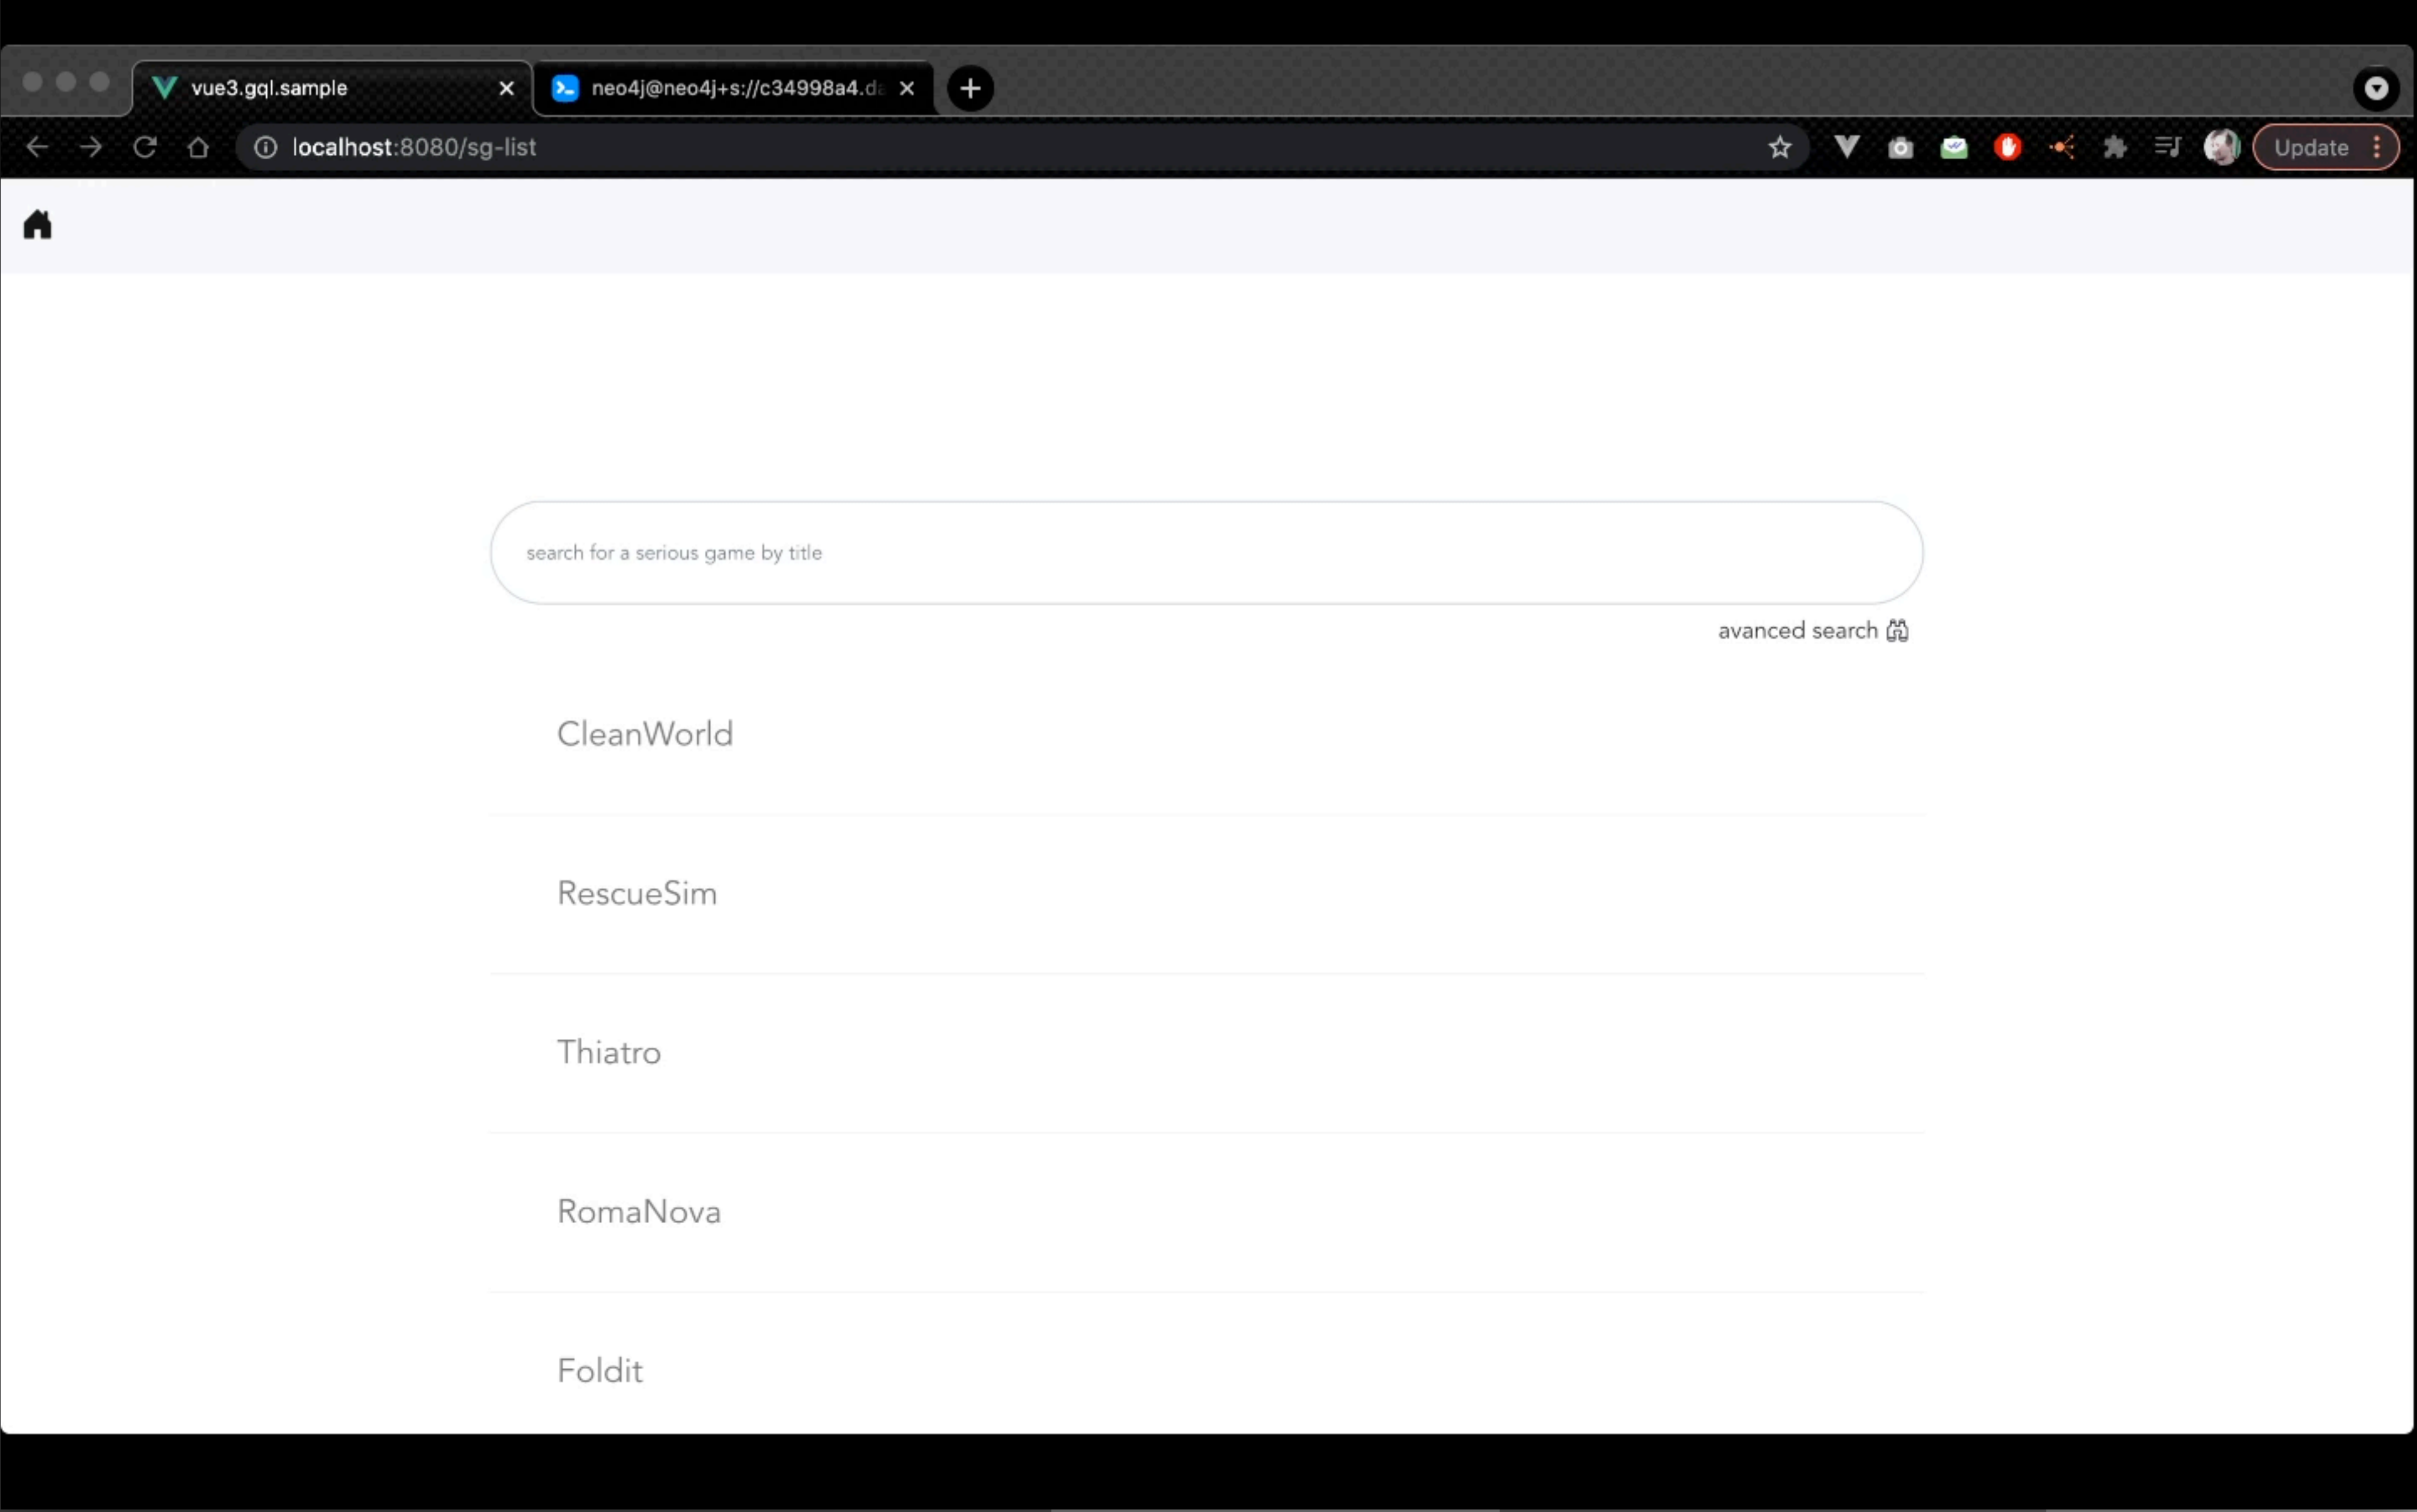 vue3.gql.sample
neo4j@neo4j+s://c34998a4.da
localhost:8080/sg-list
Update
search for a serious game by title
avanced search
CleanWorld
RescueSim
Thiatro
RomaNova
Foldit